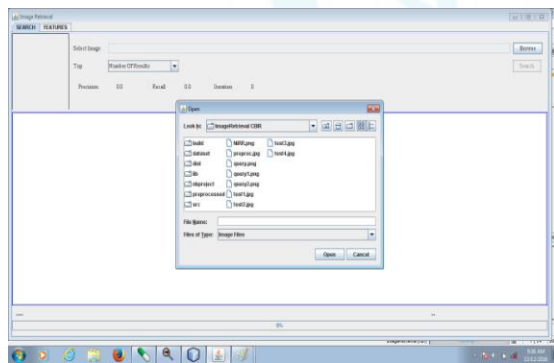 Image Retrieval
SEARCH FEATURES
Select Image
Browse
Top Number Of Results
Search
Precision 0.0 Recall 0.0 Iteration 0
Open
Look In: ImageRetrieval CBIR
build
dataset
dist
lib
nbproject
preprocessed
src
NIRR.png
preproc.jpg
query.png
query1.png
query2.png
test1.jpg
test2.jpg
test3.jpg
test4.jpg
File Name:
Files of Type: Image Files
Open Cancel
---- --
0%